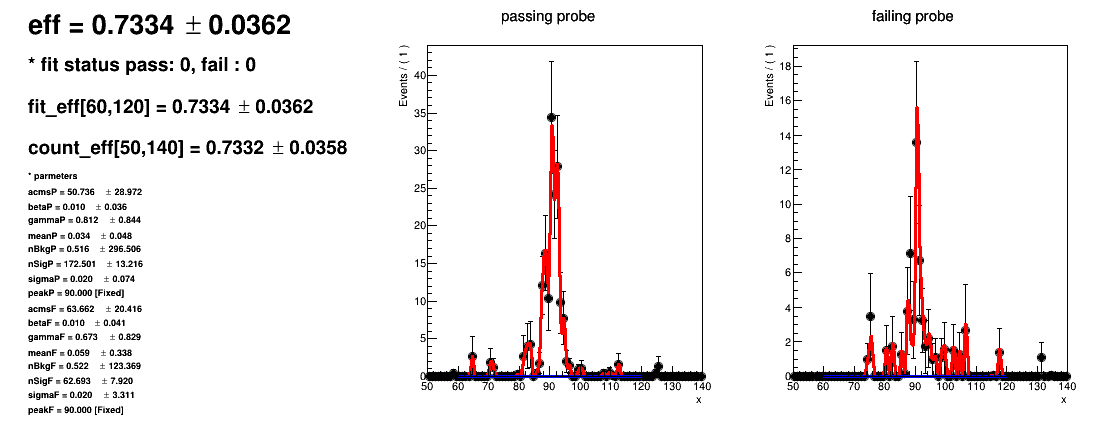 eff = 0.7334 ± 0.0362
* fit status pass: 0, fail : 0
fit_eff[60,120] = 0.7334 ± 0.0362
count_eff[50,140] = 0.7332 ± 0.0358
* parmeters
acmsP = 50.736 ± 28.972
betaP = 0.010 ± 0.036
gammaP = 0.812 ± 0.844
meanP = 0.034 ± 0.048
nBkgP = 0.516 ± 296.506
nSigP = 172.501 ± 13.216
sigmaP = 0.020 ± 0.074
peakP = 90.000 [Fixed]
acmsF = 63.662 ± 20.416
betaF = 0.010 ± 0.041
gammaF = 0.673 ± 0.829
meanF = 0.059 ± 0.338
nBkgF = 0.522 ± 123.369
nSigF = 62.693 ± 7.920
sigmaF = 0.020 ± 3.311
peakF = 90.000 [Fixed]
passing probe
Events / ( 1 )
40
35
30
25
20
15
10
5
0
50 60 70 80 90 100 110 120 130 140
x
failing probe
Events / ( 1 )
18
16
14
12
10
8
6
4
2
0
50 60 70 80 90 100 110 120 130 140
x